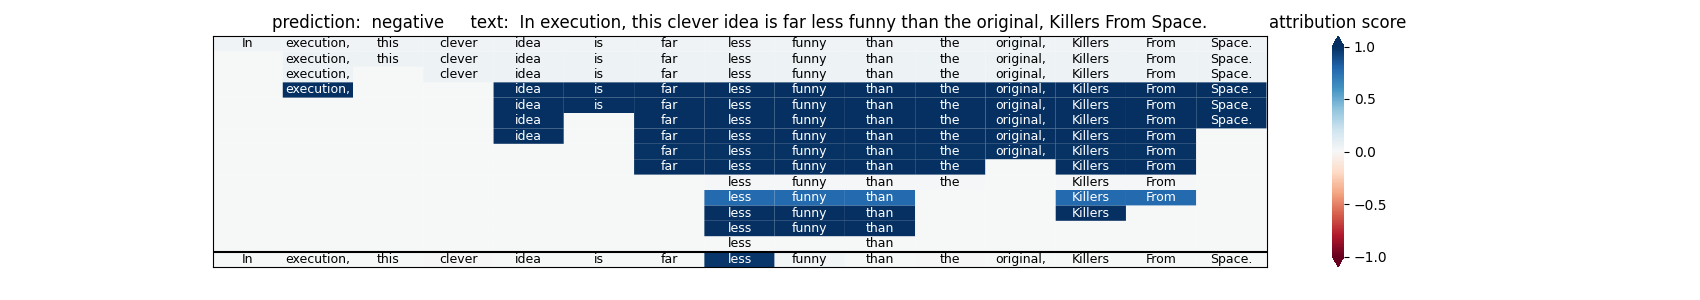 prediction:  negative     text:  In execution, this clever idea is far less funny than the original, Killers From Space.     attribution score
In execution, this clever idea is far less funny than the original, Killers From Space.
execution, this clever idea is far less funny than the original, Killers From Space.
execution, clever idea is far less funny than the original, Killers From Space.
execution, idea is far less funny than the original, Killers From Space.
idea is far less funny than the original, Killers From Space.
idea far less funny than the original, Killers From Space.
idea far less funny than the original, Killers From
far less funny than the original, Killers From
far less funny than the Killers From
less funny than the Killers From
less funny than Killers From
less funny than Killers
less funny than
less than
In execution, this clever idea is far less funny than the original, Killers From Space.
1.0
0.5
0.0
−0.5
−1.0